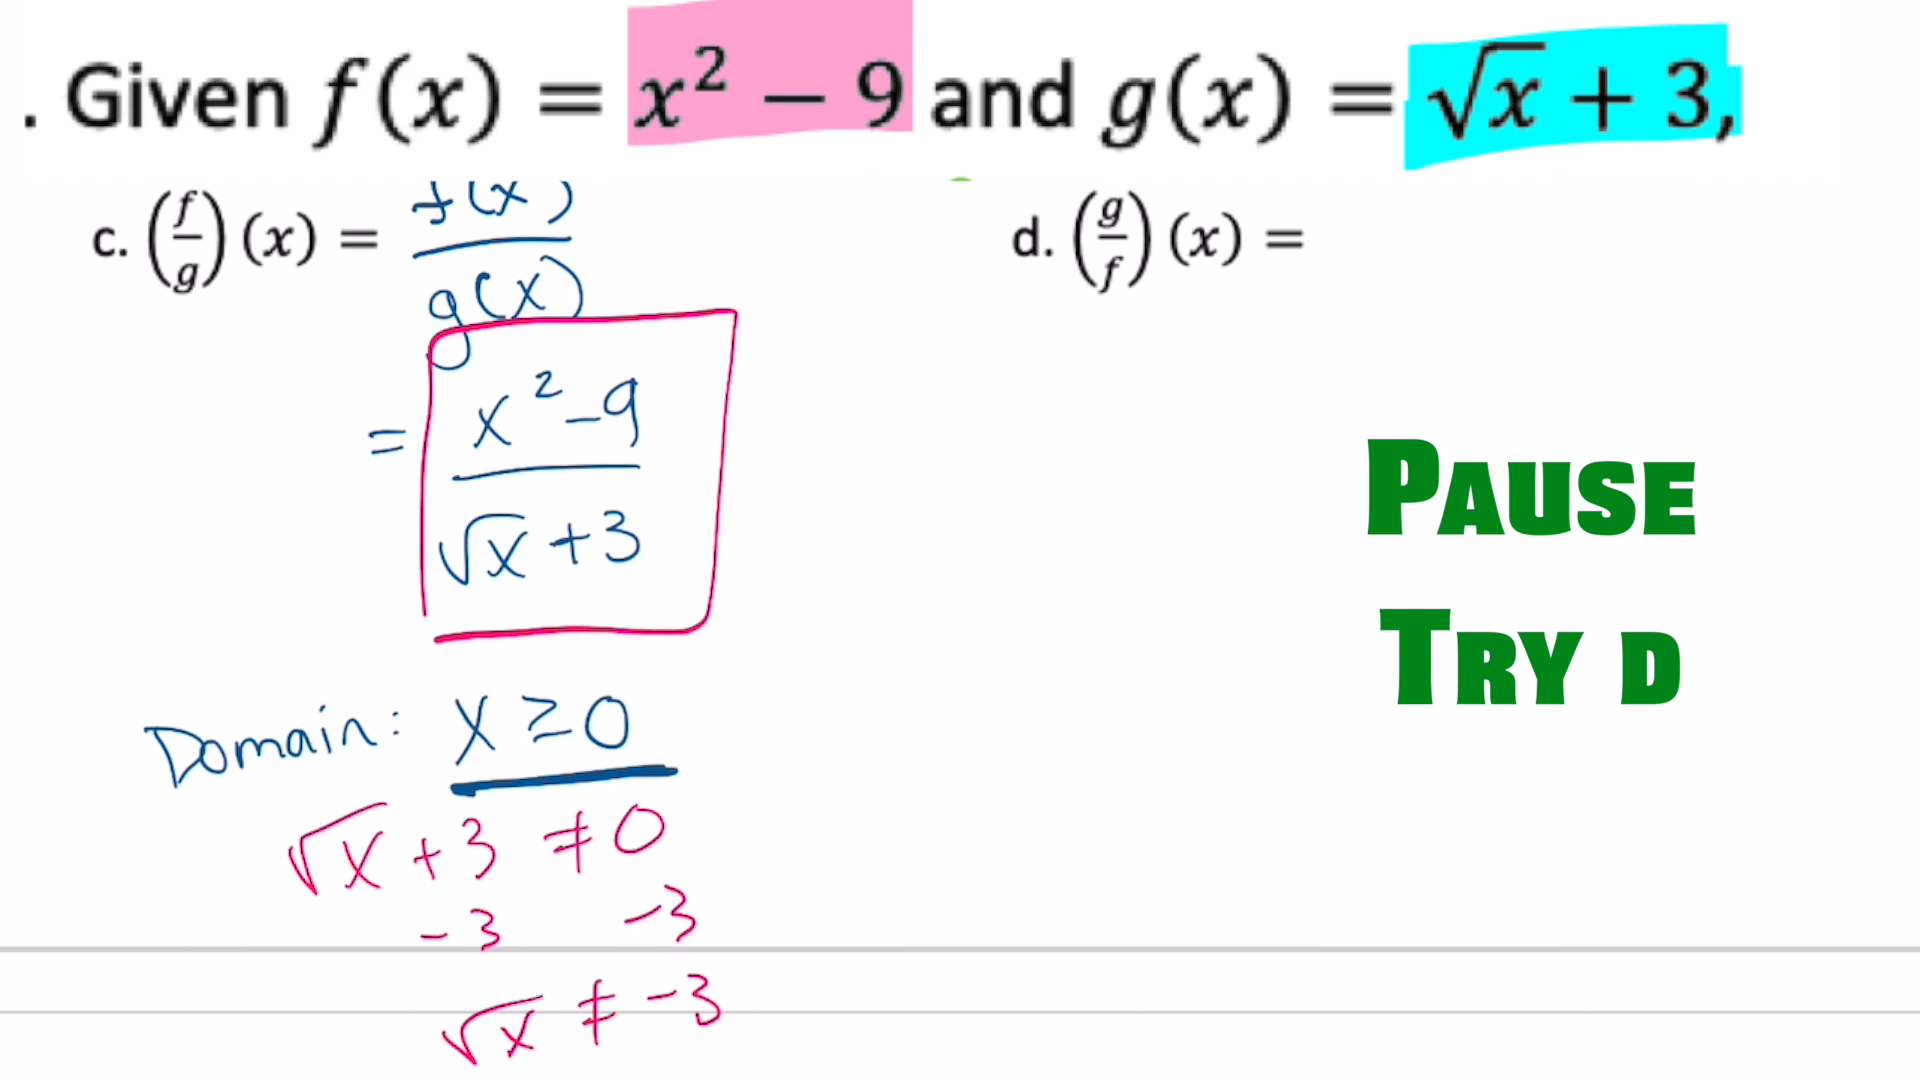 . Given f(x) = x² − 9 and g(x) = √x + 3,
c. (f/g)(x) = f(x)/g(x)
= (x² − 9)/(√x + 3)
Domain: x ≥ 0
√x + 3 ≠ 0
− 3 − 3
√x ≠ −3
d. (g/f)(x) =
PAUSE
TRY D